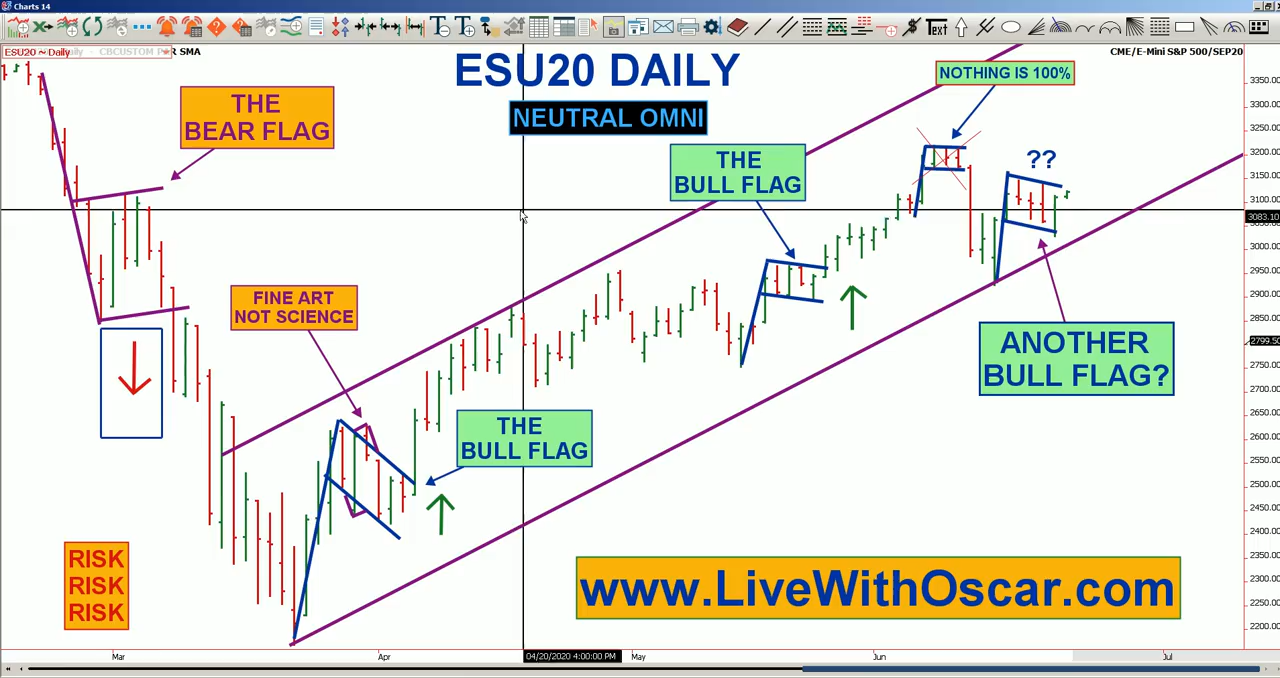 Charts 14
ESU20 ~ Daily
CBCUSTOM
SMA
CME/E-Mini S&P 500/SEP20
ESU20 DAILY
NEUTRAL OMNI
NOTHING IS 100%
THE
BEAR FLAG
THE
BULL FLAG
??
FINE ART
NOT SCIENCE
THE
BULL FLAG
ANOTHER
BULL FLAG?
RISK
RISK
RISK
www.LiveWithOscar.com
Text
3350.00
3300.00
3250.00
3200.00
3150.00
3100.00
3083.10
3000.00
2950.00
2900.00
2850.00
2799.50
2750.00
2700.00
2650.00
2600.00
2550.00
2500.00
2450.00
2400.00
2350.00
2300.00
2250.00
2200.00
Mar
Apr
04/20/2020 4:00:00 PM
May
Jun
Jul